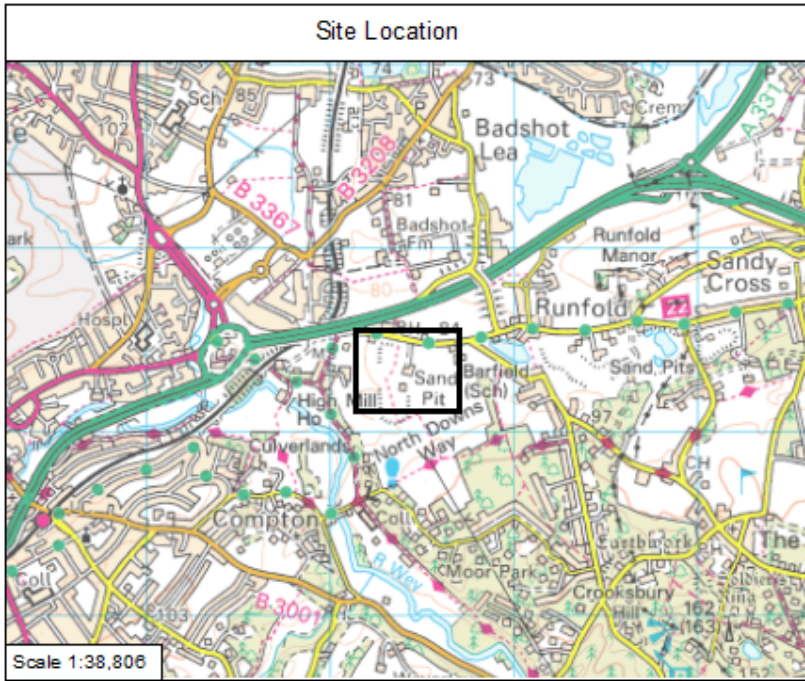 Site Location
74
73
Sch
85
102
Crem
A 331
Badshot
Lea
B 3208
B 3367
81
Badshot
Fm
ark
80
Runfold
Manor
Sandy
Cross
Hospl
Runfold
22
84
Sand
Pit
Barfield
(Sch)
Sand Pits
High Mill
Ho
97
North Downs
Way
Culverlands
CH
Compton
Coll
The
R Wey
Moor Park
Coll
Crooksbury
Hill
B 3001
103
162
(163)
152
Scale 1:38,806